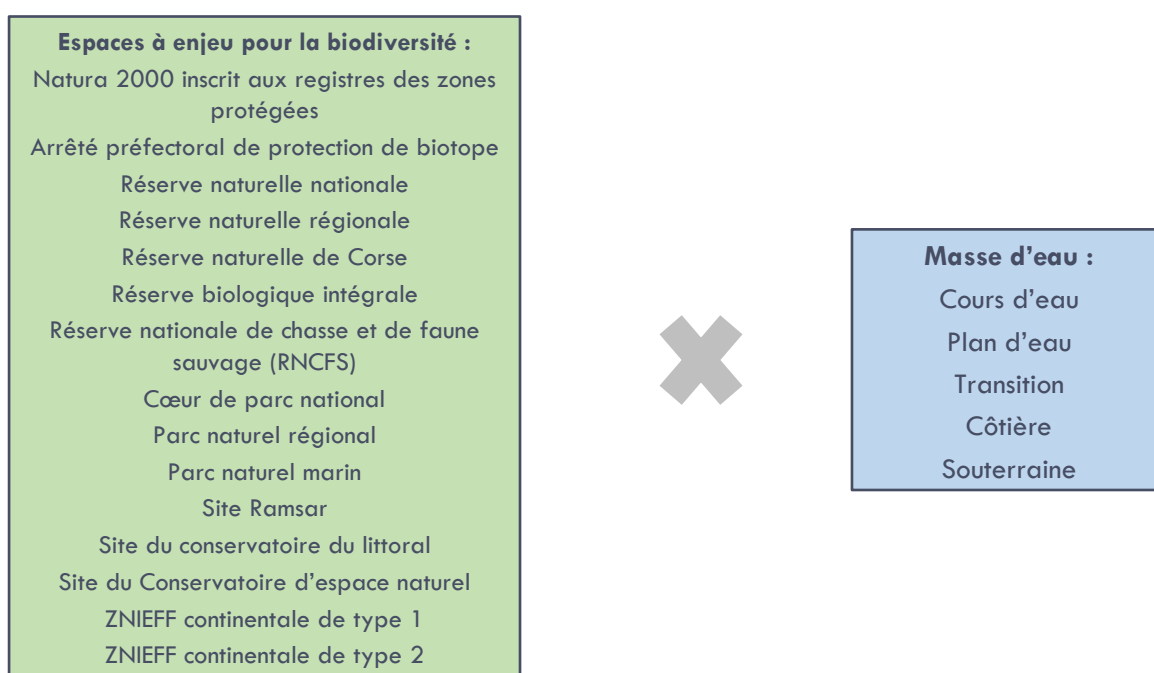 Espaces à enjeu pour la biodiversité :
Natura 2000 inscrit aux registres des zones
protégées
Arrêté préfectoral de protection de biotope
Réserve naturelle nationale
Réserve naturelle régionale
Réserve naturelle de Corse
Réserve biologique intégrale
Réserve nationale de chasse et de faune
sauvage (RNCFS)
Cœur de parc national
Parc naturel régional
Parc naturel marin
Site Ramsar
Site du conservatoire du littoral
Site du Conservatoire d'espace naturel
ZNIEFF continentale de type 1
ZNIEFF continentale de type 2
Masse d'eau :
Cours d'eau
Plan d'eau
Transition
Côtière
Souterraine